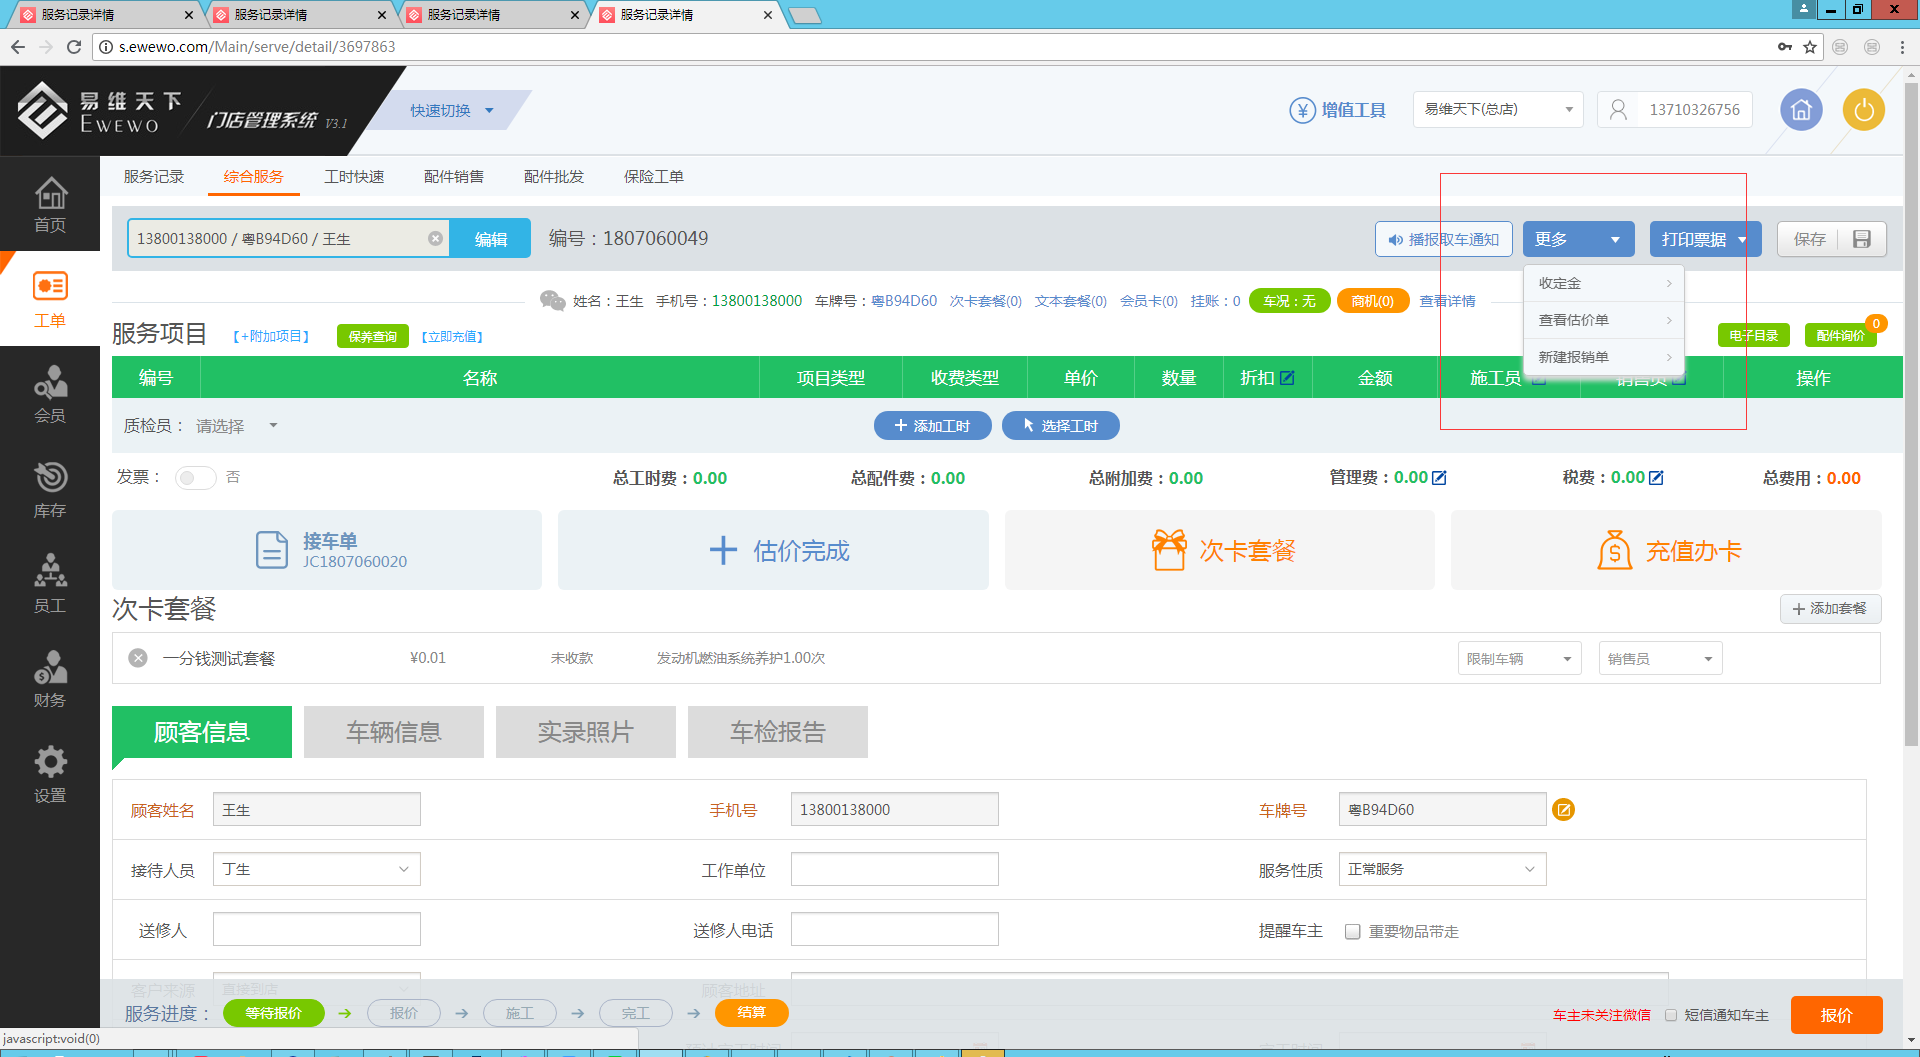 服务记录详情 服务记录详情 服务记录详情 服务记录详情
s.ewewo.com/Main/serve/detail/3697863
易维天下 EWEWO 门店管理系统 V3.1 快速切换 增值工具 易维天下(总店) 13710326756
服务记录 综合服务 工时快速 配件销售 配件批发 保险工单
首页
工单
会员
库存
员工
财务
设置
13800138000 / 粤B94D60 / 王生 编辑 编号：1807060049 播报取车通知 更多 打印票据 保存
收定金
查看估价单
新建报销单
姓名：王生 手机号：13800138000 车牌号：粤B94D60 次卡套餐(0) 文本套餐(0) 会员卡(0) 挂账：0 车况：无 商机(0) 查看详情
服务项目 【+附加项目】 保养查询 【立即充值】 电子目录 配件询价 0
编号 名称 项目类型 收费类型 单价 数量 折扣 金额 施工员 销售员 操作
质检员： 请选择 + 添加工时 选择工时
发票： 否 总工时费：0.00 总配件费：0.00 总附加费：0.00 管理费：0.00 税费：0.00 总费用：0.00
接车单 JC1807060020 估价完成 次卡套餐 充值办卡
次卡套餐 + 添加套餐
一分钱测试套餐 ¥0.01 未收款 发动机燃油系统养护1.00次 限制车辆 销售员
顾客信息 车辆信息 实录照片 车检报告
顾客姓名 王生 手机号 13800138000 车牌号 粤B94D60
接待人员 丁生 工作单位 服务性质 正常服务
送修人 送修人电话 提醒车主 重要物品带走
客户来源 直接到店 顾客地址
服务进度： 等待报价 → 报价 → 施工 → 完工 → 结算 车主未关注微信 短信通知车主 报价
javascript:void(0)